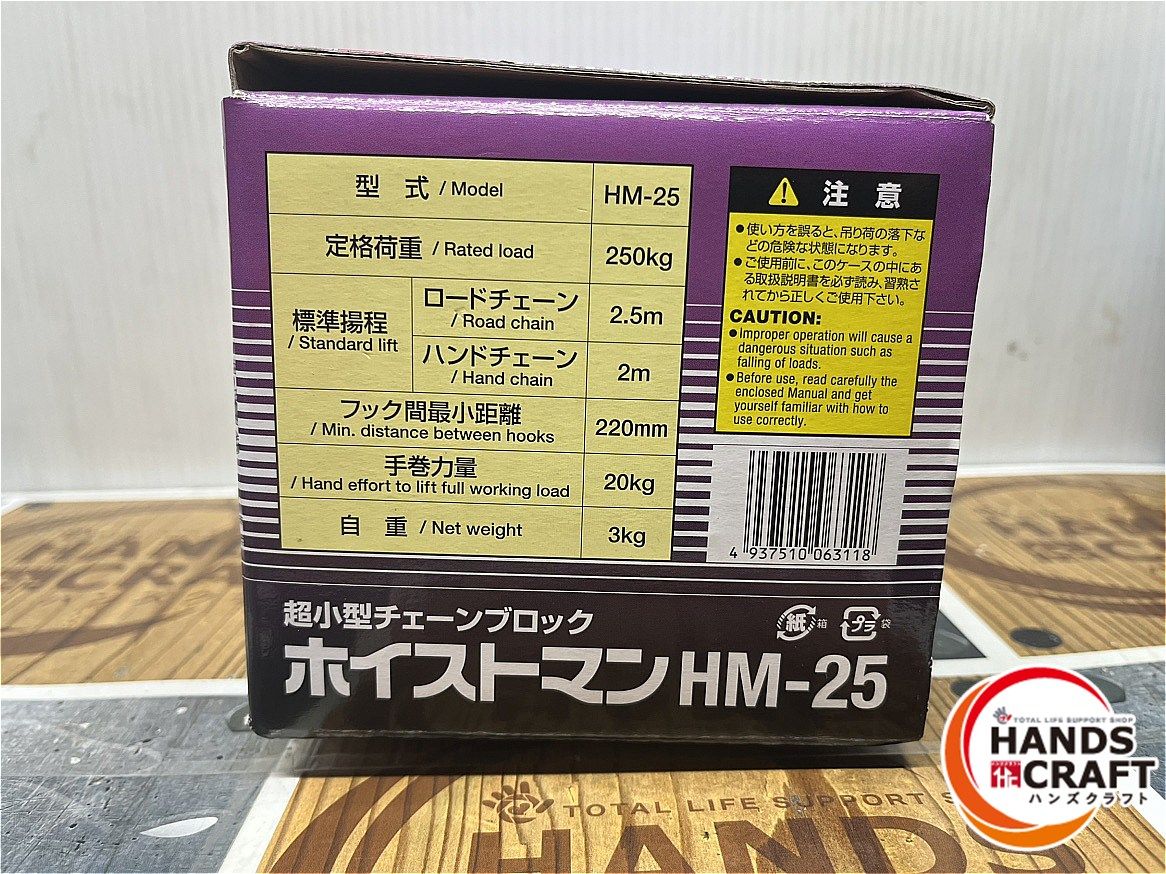 型 式 / Model
HM-25
定格荷重 / Rated load
250kg
標準揚程
/ Standard lift
ロードチェーン
/ Road chain
2.5m
ハンドチェーン
/ Hand chain
2m
フック間最小距離
/ Min. distance between hooks
220mm
手巻力量
/ Hand effort to lift full working load
20kg
自 重 / Net weight
3kg
注 意
●使い方を誤ると、吊り荷の落下な
どの危険な状態になります。
●ご使用前に、このケースの中にあ
る取扱説明書を必ず読み、習熟さ
れてから正しくご使用下さい。
CAUTION:
●Improper operation will cause a
dangerous situation such as
falling of loads.
●Before use, read carefully the
enclosed Manual and get
yourself familiar with how to
use correctly.
4 937510 063118
超小型チェーンブロック
ホイストマン HM-25
紙 箱
プラ 袋
TOTAL LIFE SUPPORT SHOP
HANDS
CRAFT
ハンズクラフト
HANDS
CRAFT
TOTAL LIFE SUPPORT S
HANDS